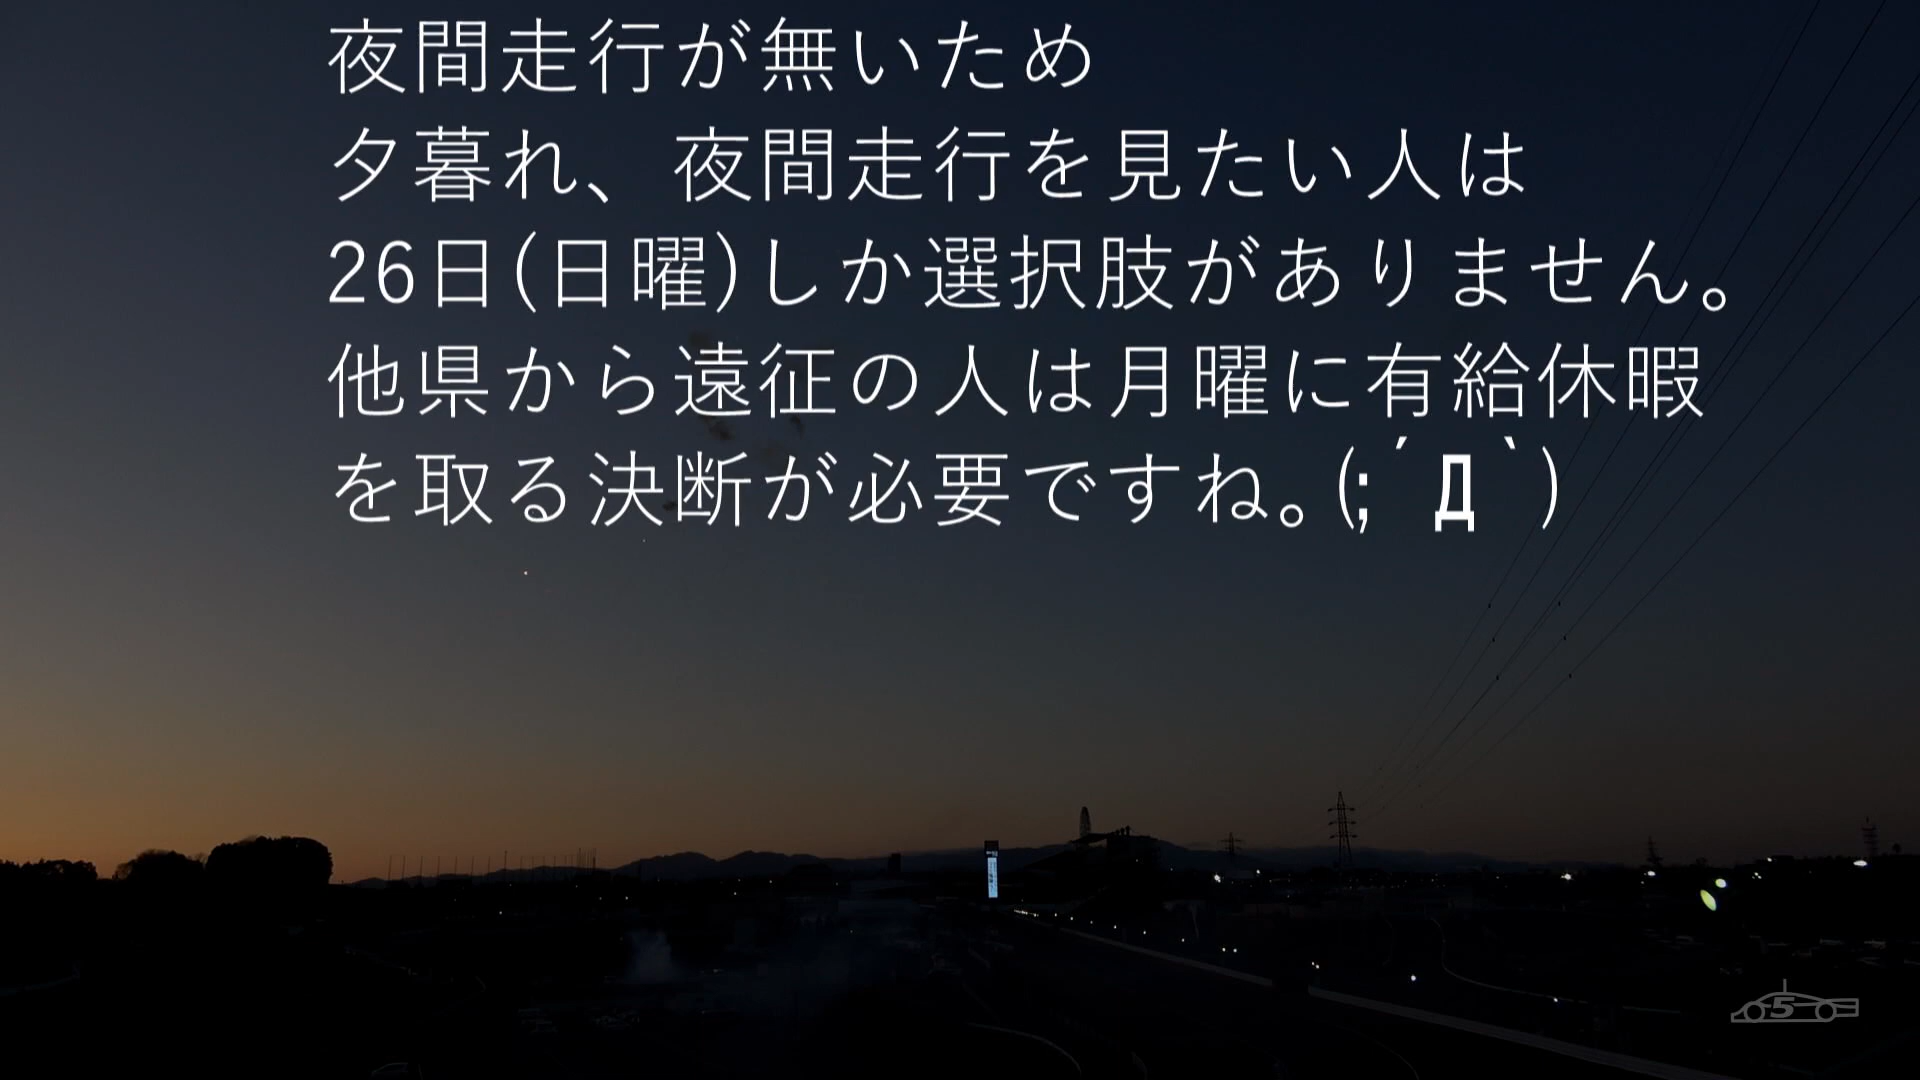 夜間走行が無いため
夕暮れ、夜間走行を見たい人は
26日(日曜)しか選択肢がありません。
他県から遠征の人は月曜に有給休暇
を取る決断が必要ですね。(;´Д｀)
5